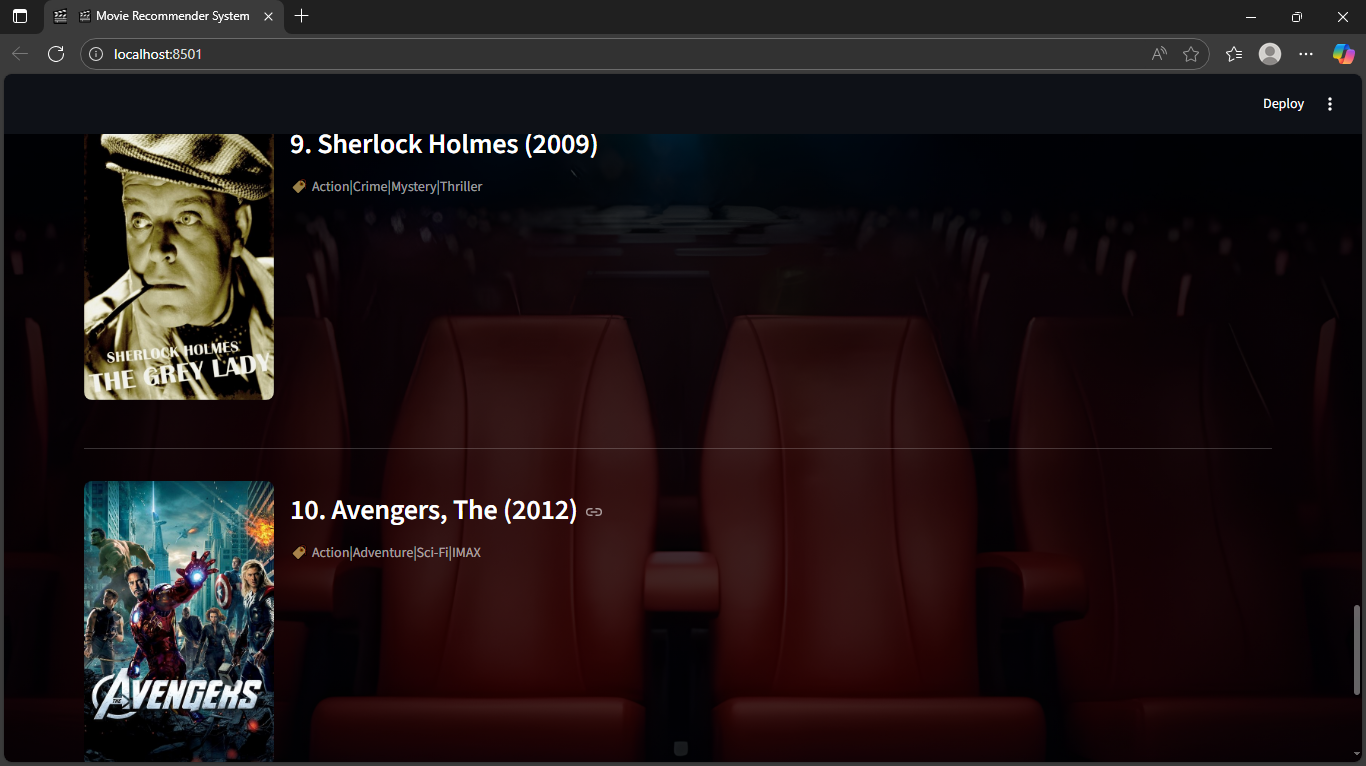 Movie Recommender System
localhost:8501
Deploy
9. Sherlock Holmes (2009)
Action|Crime|Mystery|Thriller
SHERLOCK HOLMES
THE GREY LADY
10. Avengers, The (2012)
Action|Adventure|Sci-Fi|IMAX
THE AVENGERS